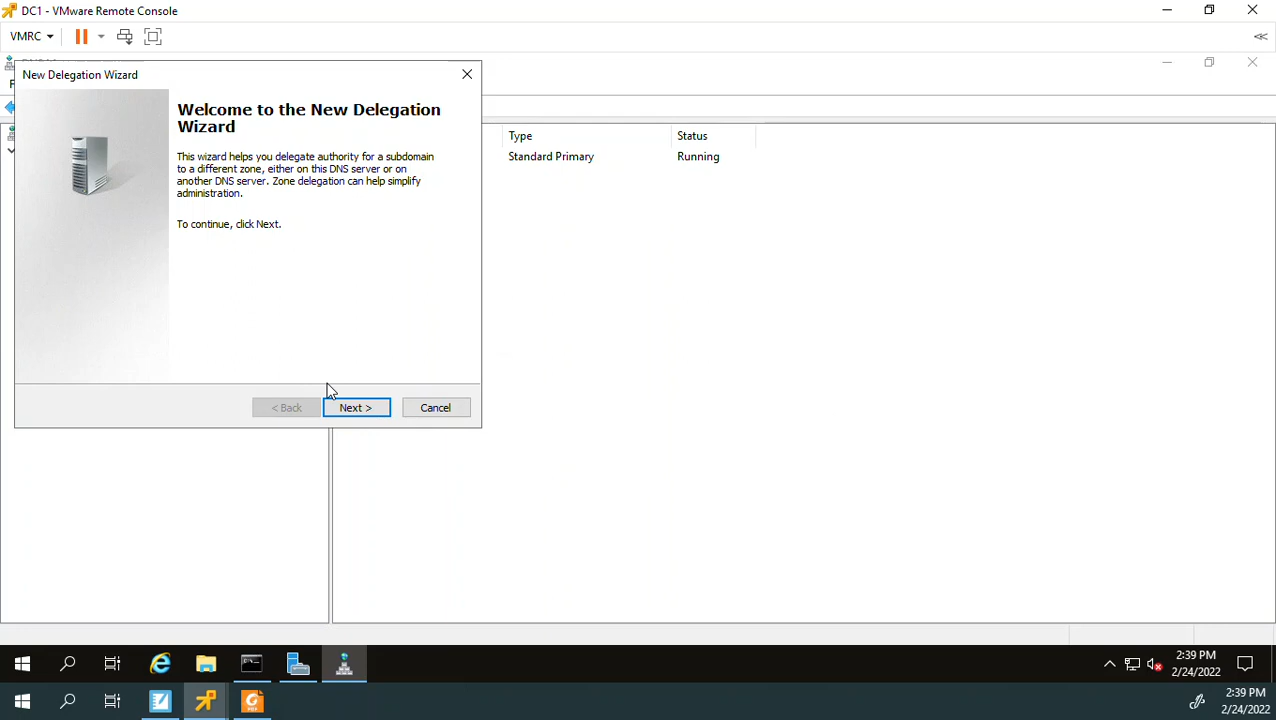 DC1 - VMware Remote Console
VMRC
New Delegation Wizard
F
Welcome to the New Delegation
Wizard
This wizard helps you delegate authority for a subdomain
to a different zone, either on this DNS server or on
another DNS server. Zone delegation can help simplify
administration.
To continue, click Next.
< Back
Next >
Cancel
Type
Status
Standard Primary
Running
2:39 PM
2/24/2022
2:39 PM
2/24/2022